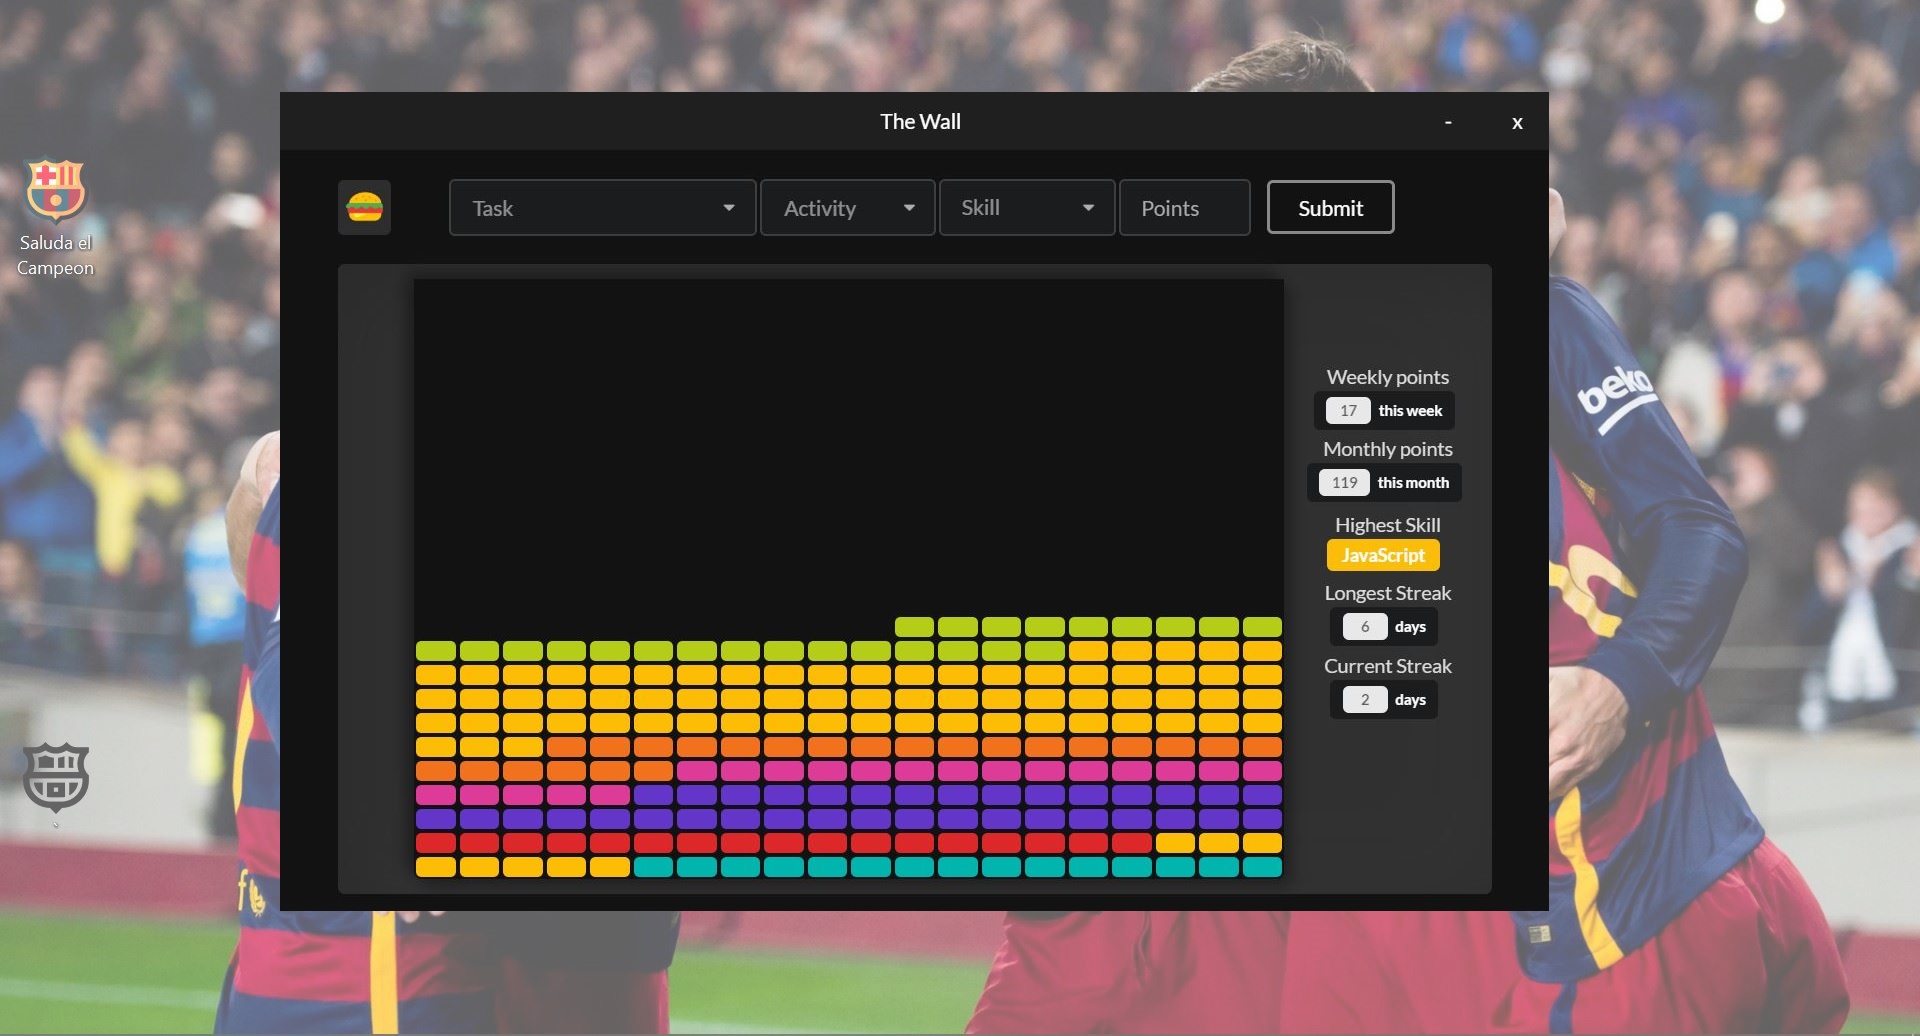 The Wall
-
x
Saluda el
Campeon
Task
Activity
Skill
Points
Submit
Weekly points
17 this week
Monthly points
119 this month
Highest Skill
JavaScript
Longest Streak
6 days
Current Streak
2 days
beko